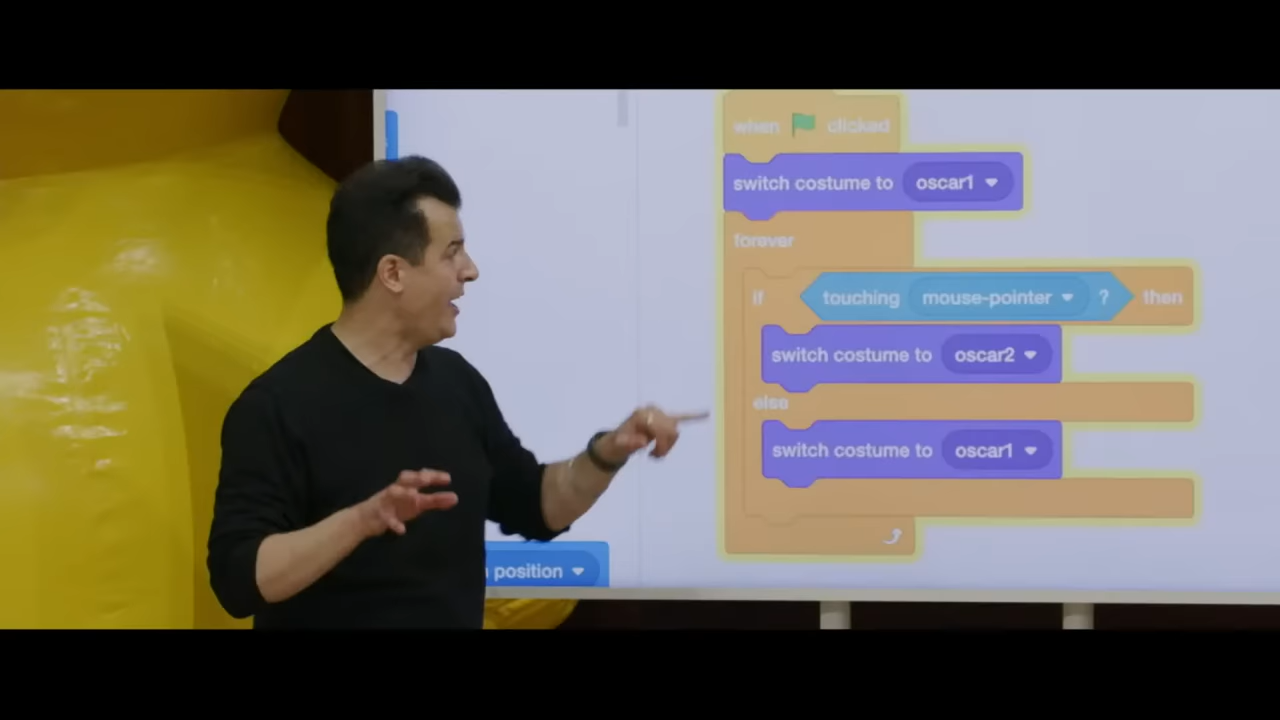 when clicked
switch costume to oscar1
forever
if touching mouse-pointer ? then
switch costume to oscar2
else
switch costume to oscar1
position